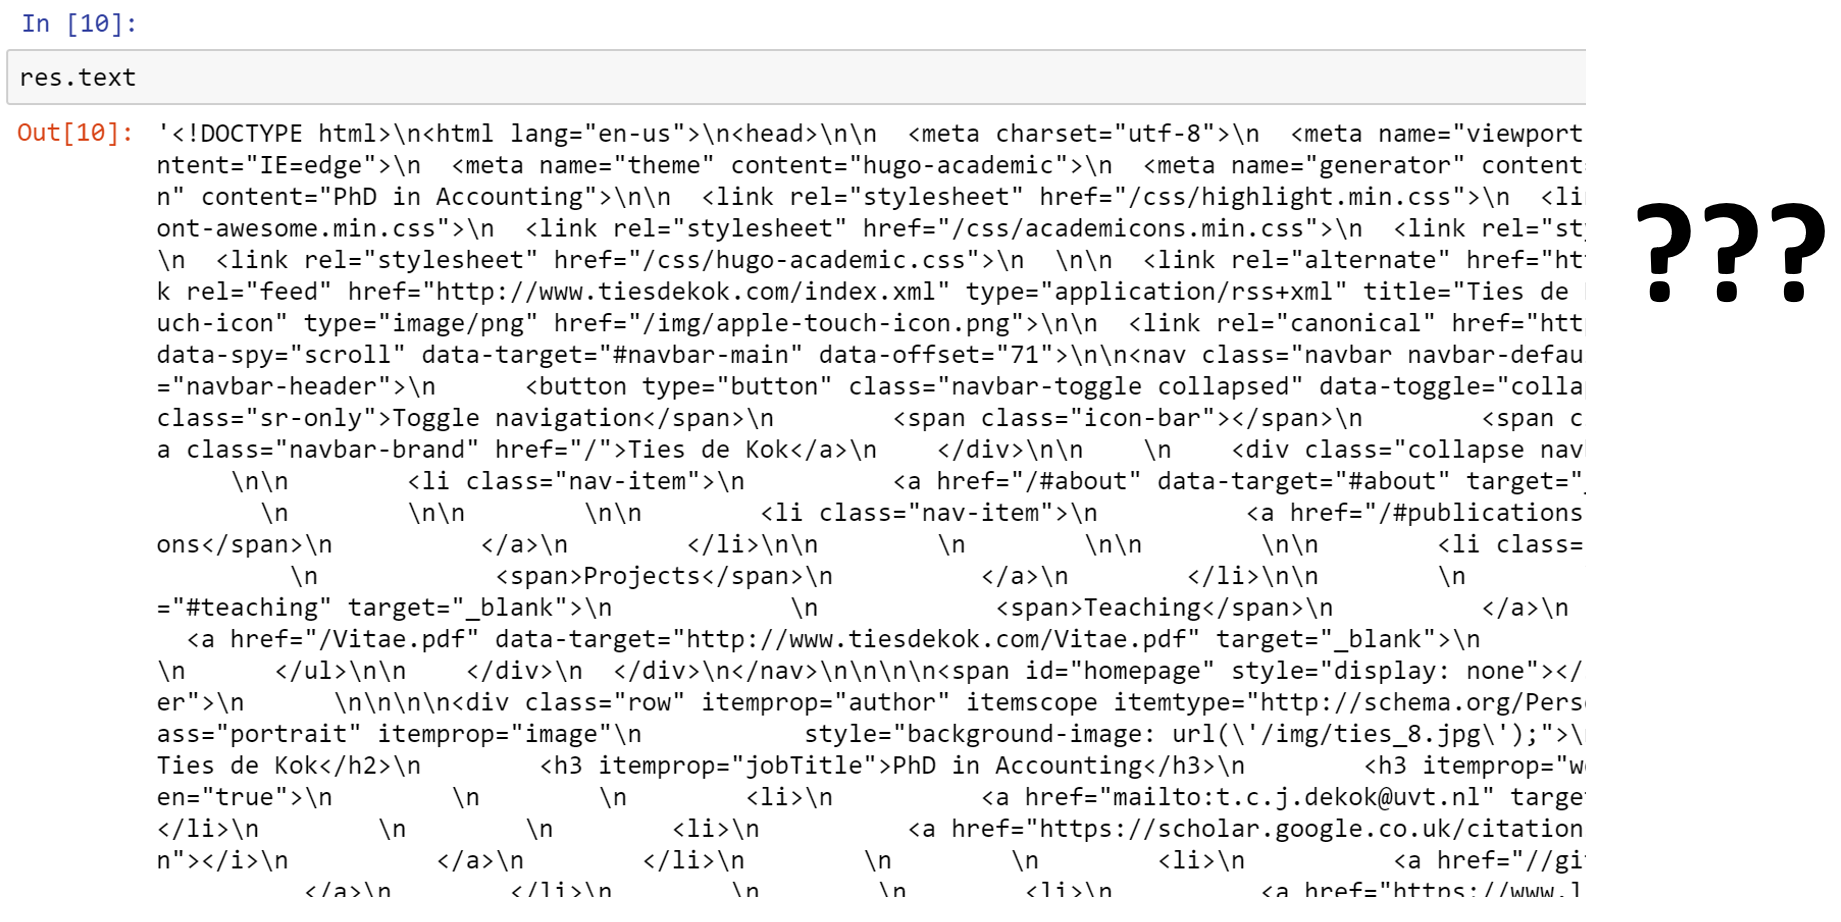 In [10]:
res.text
Out[10]: '<!DOCTYPE html>\n<html lang="en-us">\n<head>\n\n  <meta charset="utf-8">\n  <meta name="viewport
ntent="IE=edge">\n  <meta name="theme" content="hugo-academic">\n  <meta name="generator" content
n" content="PhD in Accounting">\n\n  <link rel="stylesheet" href="/css/highlight.min.css">\n  <li
ont-awesome.min.css">\n  <link rel="stylesheet" href="/css/academicons.min.css">\n  <link rel="st
\n  <link rel="stylesheet" href="/css/hugo-academic.css">\n  \n\n  <link rel="alternate" href="ht
k rel="feed" href="http://www.tiesdekok.com/index.xml" type="application/rss+xml" title="Ties de
uch-icon" type="image/png" href="/img/apple-touch-icon.png">\n\n  <link rel="canonical" href="htt
data-spy="scroll" data-target="#navbar-main" data-offset="71">\n\n<nav class="navbar navbar-defau
="navbar-header">\n      <button type="button" class="navbar-toggle collapsed" data-toggle="colla
class="sr-only">Toggle navigation</span>\n        <span class="icon-bar"></span>\n        <span c
a class="navbar-brand" href="/">Ties de Kok</a>\n    </div>\n\n    \n    <div class="collapse nav
     \n\n        <li class="nav-item">\n          <a href="/#about" data-target="#about" target="_
       \n        \n\n        \n\n        <li class="nav-item">\n          <a href="/#publications
ons</span>\n          </a>\n        </li>\n\n        \n        \n\n        \n\n        <li class=
         \n            <span>Projects</span>\n          </a>\n        </li>\n\n        \n
="#teaching" target="_blank">\n            \n            <span>Teaching</span>\n          </a>\n
  <a href="/Vitae.pdf" data-target="http://www.tiesdekok.com/Vitae.pdf" target="_blank">\n
\n      </ul>\n\n    </div>\n  </div>\n</nav>\n\n\n\n<span id="homepage" style="display: none"></
er">\n      \n\n\n\n<div class="row" itemprop="author" itemscope itemtype="http://schema.org/Pers
ass="portrait" itemprop="image"\n           style="background-image: url(\'/img/ties_8.jpg\');">\
Ties de Kok</h2>\n        <h3 itemprop="jobTitle">PhD in Accounting</h3>\n        <h3 itemprop="w
en="true">\n        \n        \n        <li>\n          <a href="mailto:t.c.j.dekok@uvt.nl" targe
</li>\n        \n        \n        <li>\n          <a href="https://scholar.google.co.uk/citation
n"></i>\n          </a>\n        </li>\n        \n        \n        <li>\n          <a href="//gi
          </a>\n        </li>\n        \n        \n        <li>\n          <a href="https://www.l
???